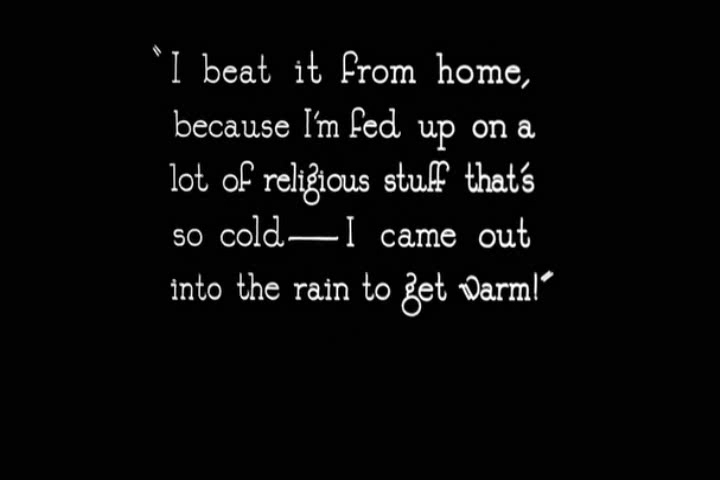 "I beat it from home,
because I'm fed up on a
lot of religious stuff that's
so cold—I came out
into the rain to get warm!"